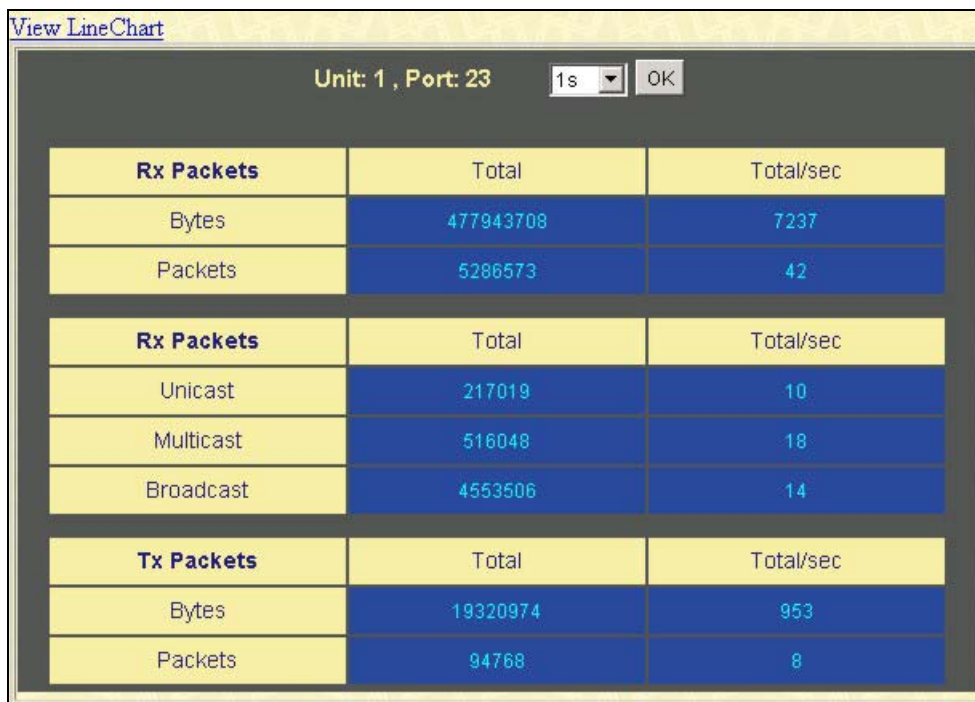 View LineChart
Unit: 1 , Port: 23 1s OK
Rx Packets Total Total/sec
Bytes 477943708 7237
Packets 5286573 42
Rx Packets Total Total/sec
Unicast 217019 10
Multicast 516048 18
Broadcast 4553506 14
Tx Packets Total Total/sec
Bytes 19320974 953
Packets 94768 8